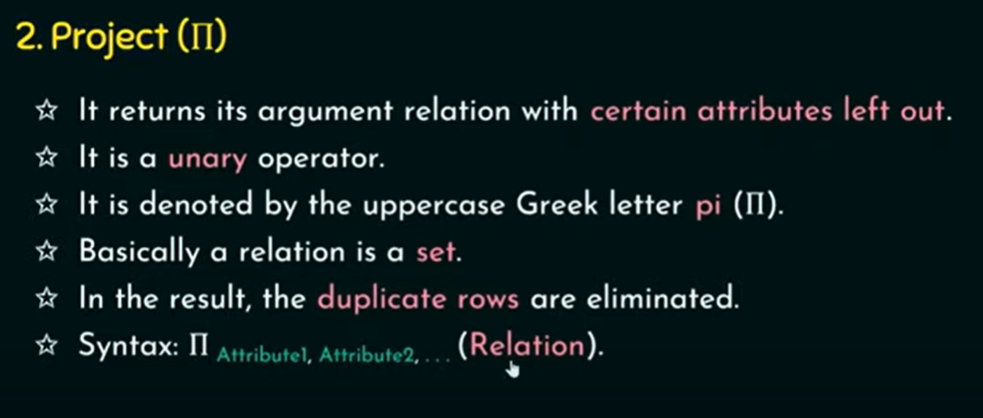 2. Project (Π)
☆ It returns its argument relation with certain attributes left out.
☆ It is a unary operator.
☆ It is denoted by the uppercase Greek letter pi (Π).
☆ Basically a relation is a set.
☆ In the result, the duplicate rows are eliminated.
☆ Syntax: Π Attribute1, Attribute2, . . . (Relation).